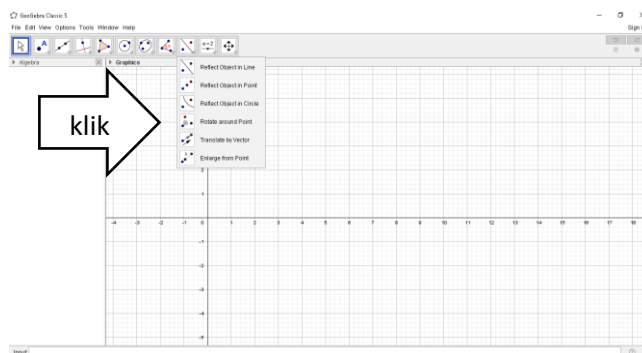 GeoGebra Classic 5
File Edit View Options Tools Window Help
Sign
A
a=2
Algebra
Graphics
Reflect Object in Line
Reflect Object in Point
Reflect Object in Circle
Rotate around Point
Translate by Vector
Enlarge from Point
klik
2
1
-4 -3 -2 -1 0 1 2 3 4 5 6 7 8 9 10 11 12 13 14 15 16 17 18
-1
-2
-3
-4
Input: